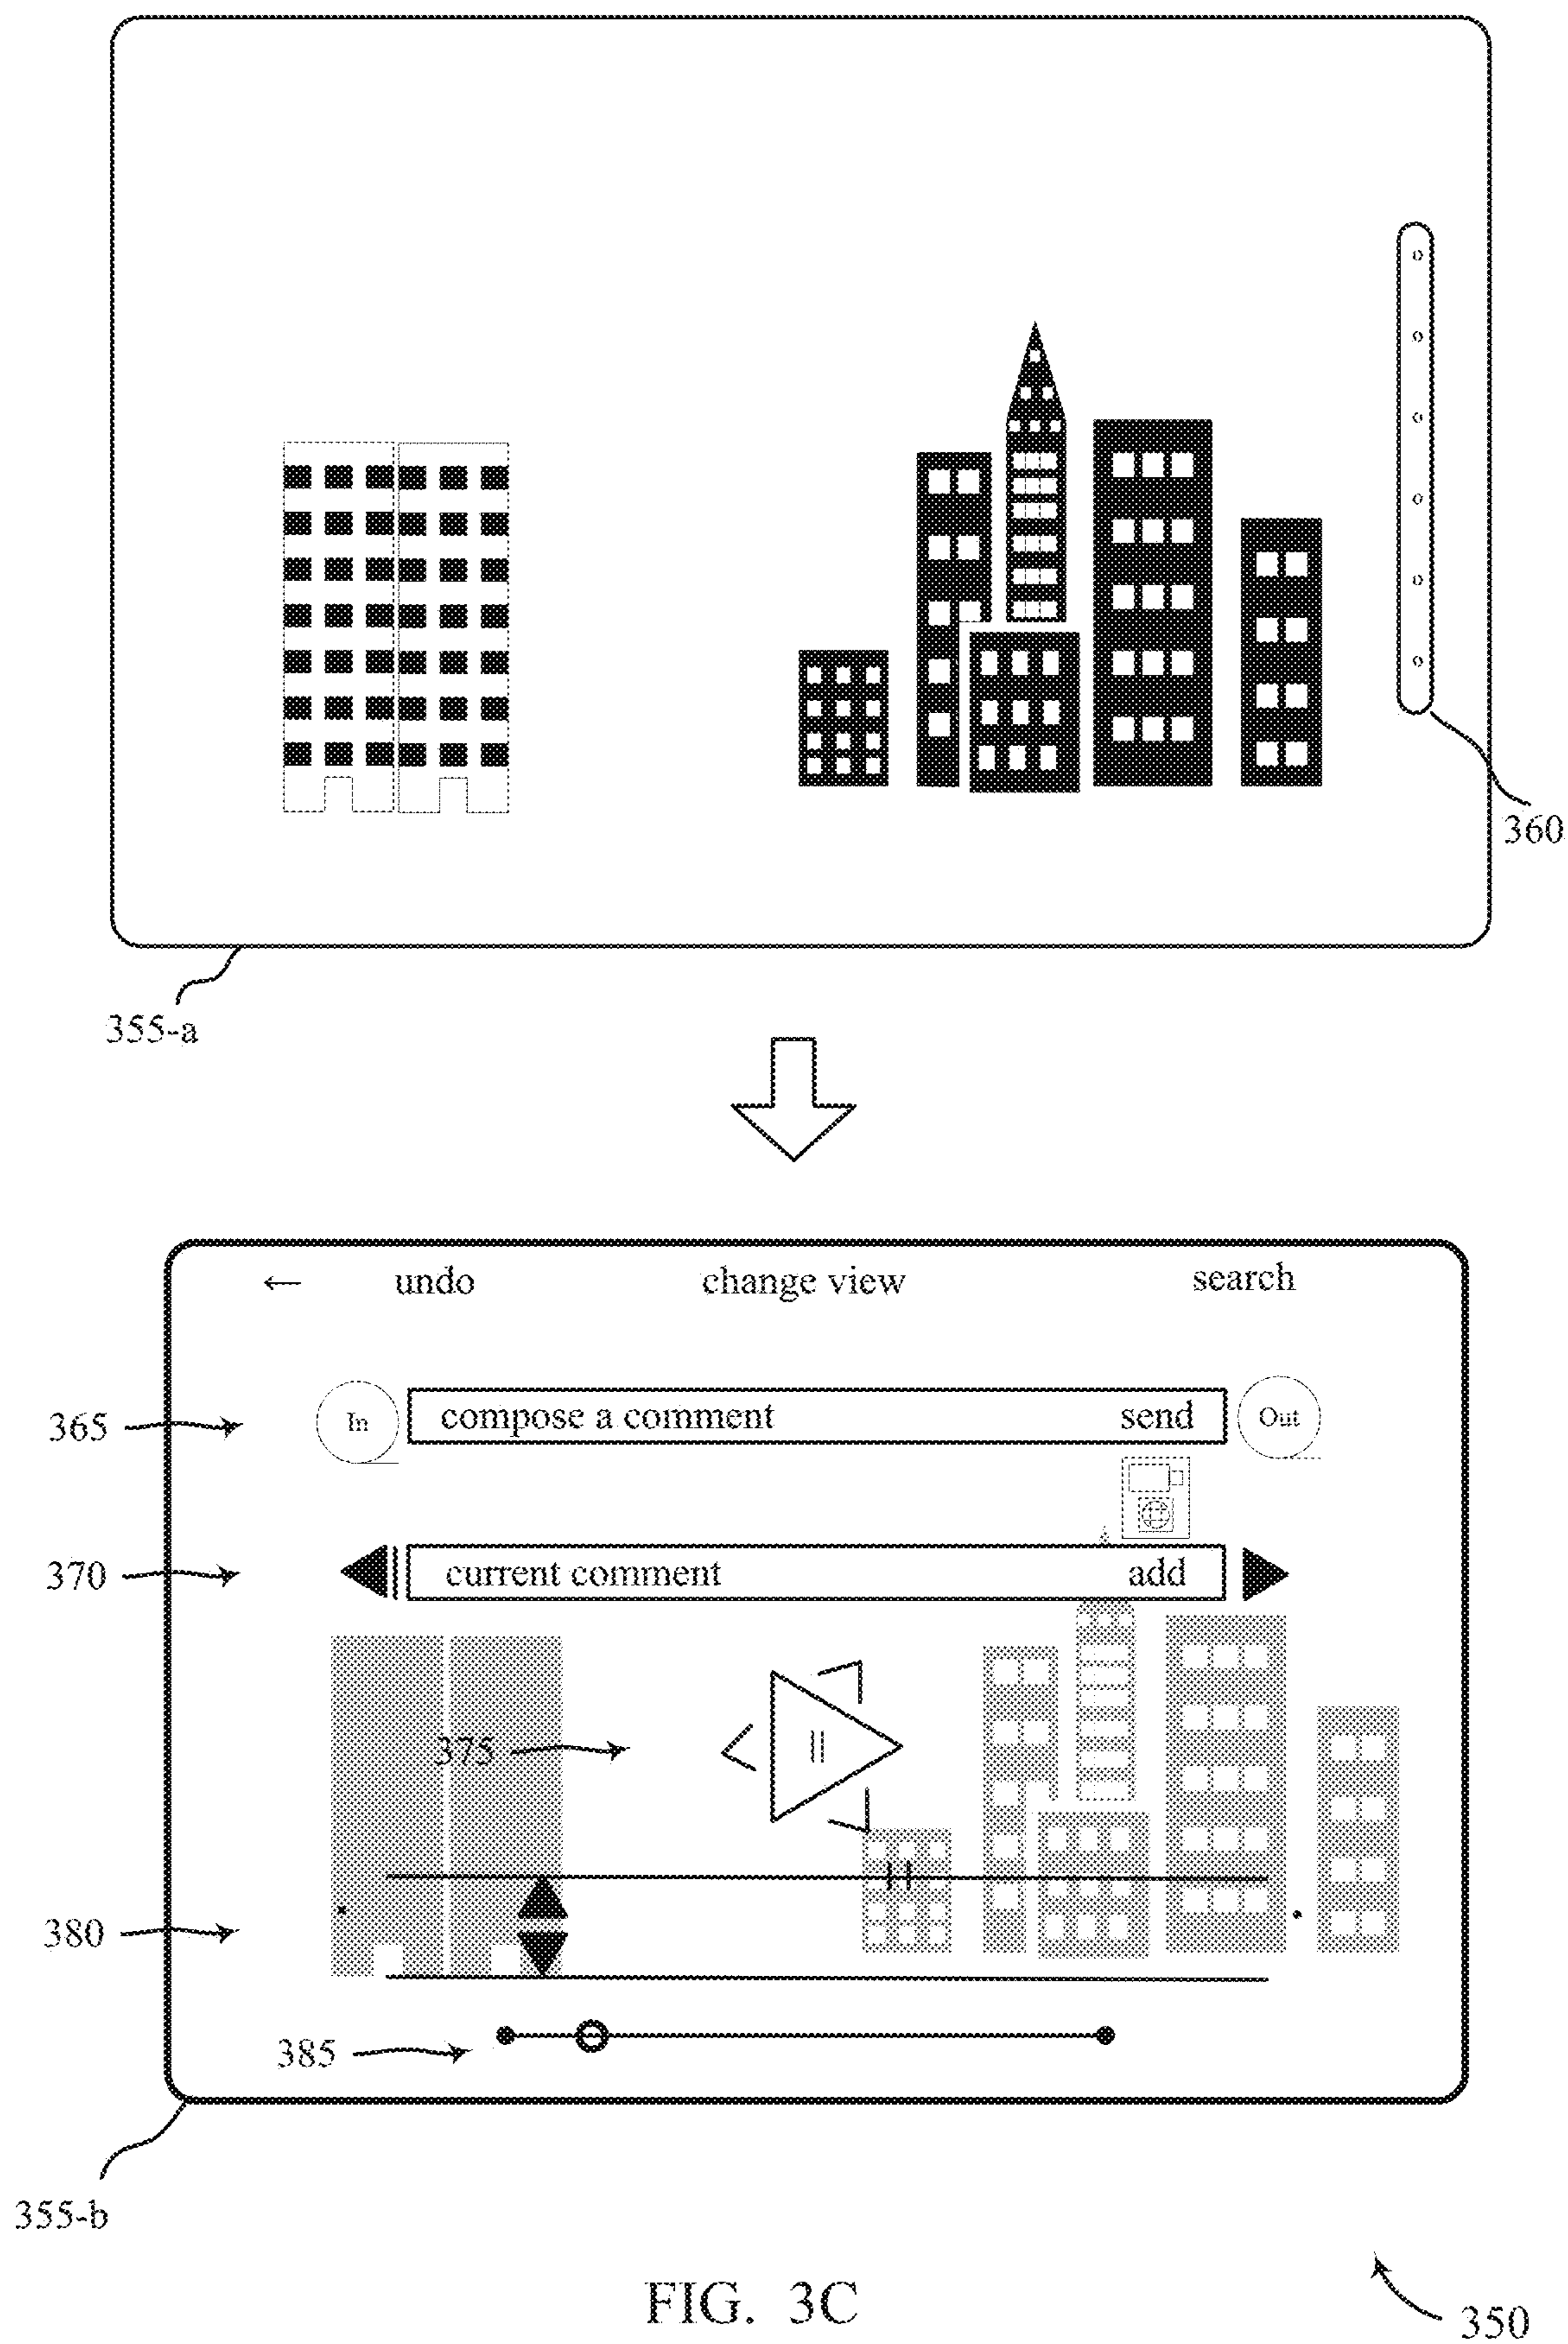 360
355-a
← undo change view search
365 In compose a comment send Out
370 current comment add
375
380
385
355-b
FIG. 3C
350